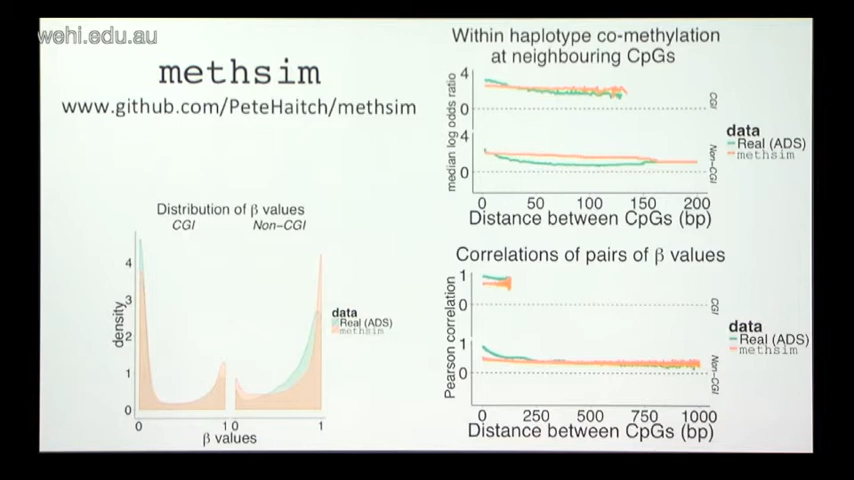 wehi.edu.au
methsim
www.github.com/PeteHaitch/methsim
Distribution of β values
CGI Non−CGI
density
4
3
2
1
0
0 1 0 1
β values
data
Real (ADS)
methsim
Within haplotype co-methylation
at neighbouring CpGs
median log odds ratio
4
0
CGI
4
0
Non−CGI
0 50 100 150 200
Distance between CpGs (bp)
data
Real (ADS)
methsim
Correlations of pairs of β values
Pearson correlation
1
0
CGI
1
0
Non−CGI
0 250 500 750 1000
Distance between CpGs (bp)
data
Real (ADS)
methsim